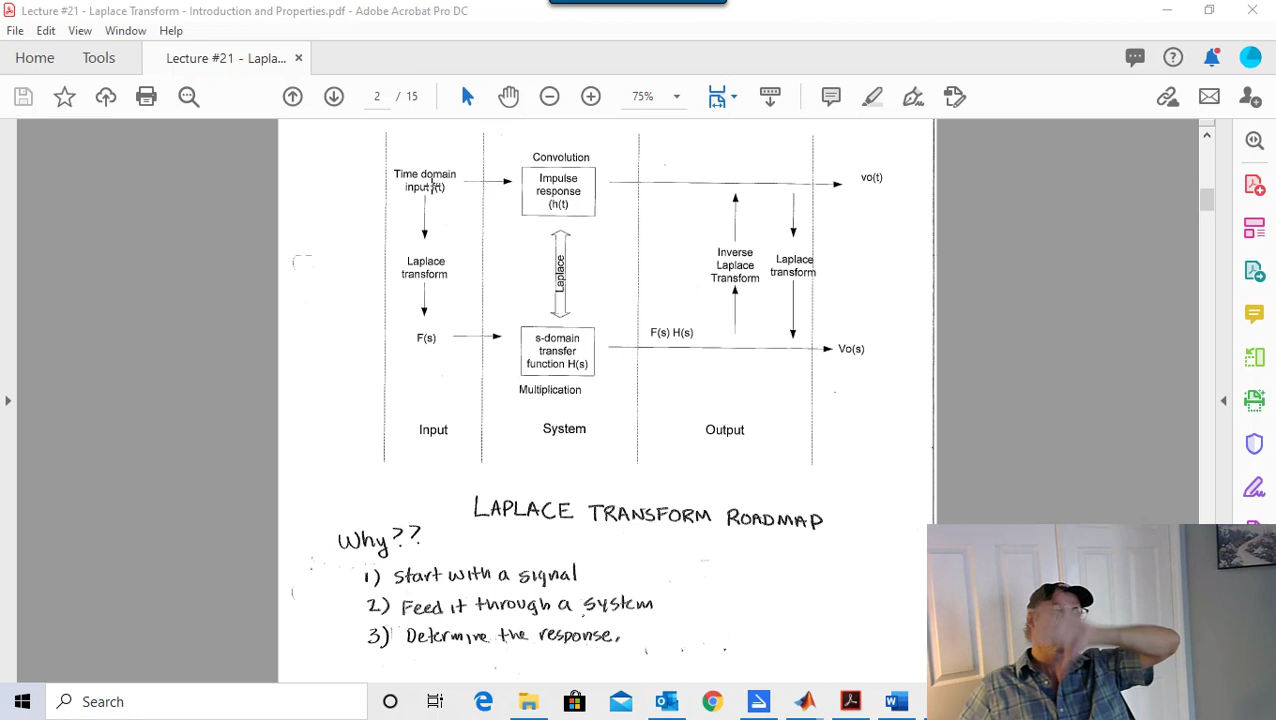 Lecture #21 - Laplace Transform - Introduction and Properties.pdf - Adobe Acrobat Pro DC
File Edit View Window Help
Home Tools Lecture #21 - Lapla... ×
2 / 15 75%
Convolution
Time domain
input f(t)
Impulse
response
(h(t)
vo(t)
Laplace
transform
Laplace
Inverse
Laplace
Transform
Laplace
transform
F(s)
s-domain
transfer
function H(s)
F(s) H(s)
Vo(s)
Multiplication
Input System Output
LAPLACE TRANSFORM ROADMAP
Why??
1) Start with a signal
2) Feed it through a system
3) Determine the response.
Search